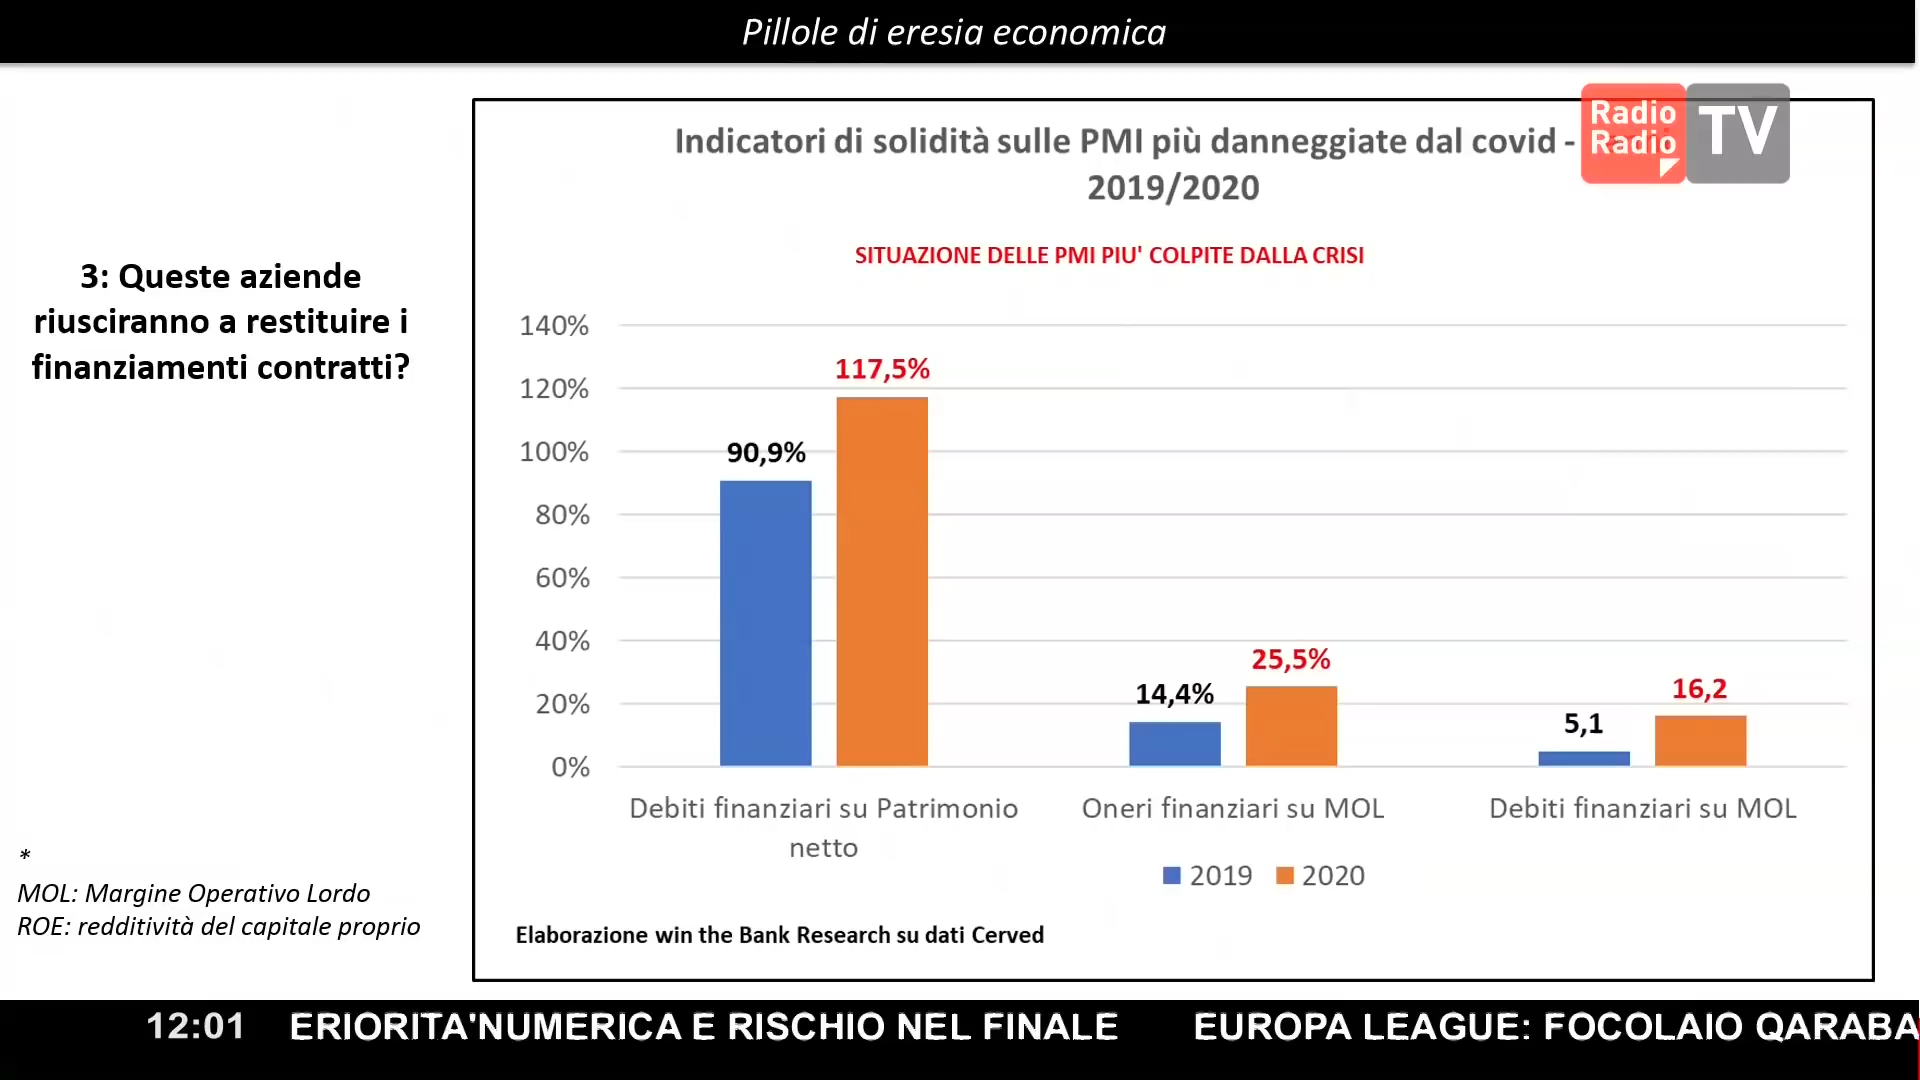 Pillole di eresia economica
Radio
Radio
TV
Indicatori di solidità sulle PMI più danneggiate dal covid -
2019/2020
SITUAZIONE DELLE PMI PIU' COLPITE DALLA CRISI
3: Queste aziende
riusciranno a restituire i
finanziamenti contratti?
140%
120%
100%
80%
60%
40%
20%
0%
90,9%
117,5%
14,4%
25,5%
5,1
16,2
Debiti finanziari su Patrimonio
netto
Oneri finanziari su MOL
Debiti finanziari su MOL
2019
2020
Elaborazione win the Bank Research su dati Cerved
*
MOL: Margine Operativo Lordo
ROE: redditività del capitale proprio
12:01 ERIORITA'NUMERICA E RISCHIO NEL FINALE EUROPA LEAGUE: FOCOLAIO QARABA